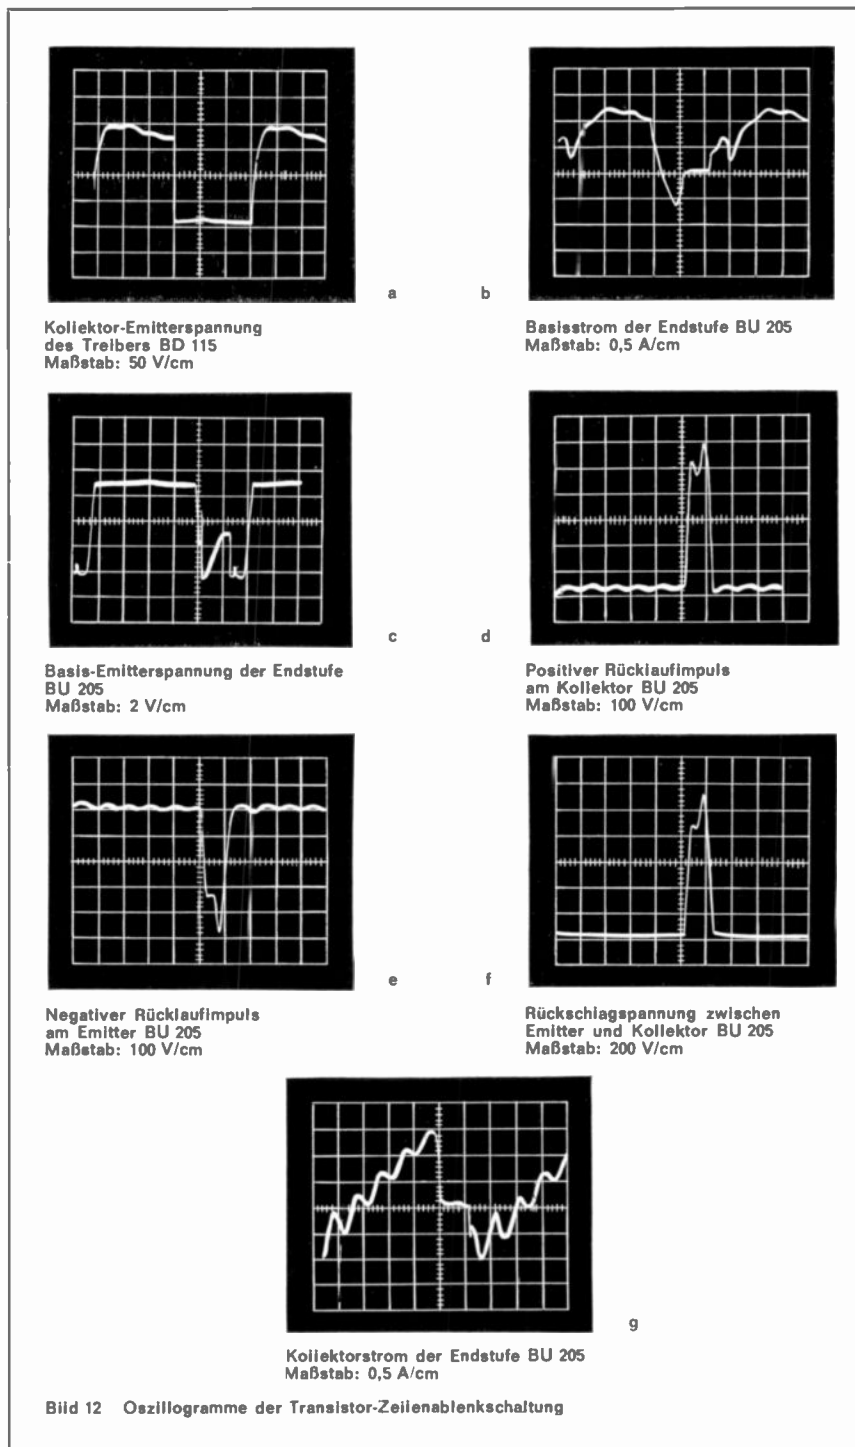 a
b
Kollektor-Emitterspannung
des Treibers BD 115
Maßstab: 50 V/cm
Basisstrom der Endstufe BU 205
Maßstab: 0,5 A/cm
c
d
Basis-Emitterspannung der Endstufe
BU 205
Maßstab: 2 V/cm
Positiver Rücklaufimpuls
am Kollektor BU 205
Maßstab: 100 V/cm
e
f
Negativer Rücklaufimpuls
am Emitter BU 205
Maßstab: 100 V/cm
Rückschlagspannung zwischen
Emitter und Kollektor BU 205
Maßstab: 200 V/cm
g
Kollektorstrom der Endstufe BU 205
Maßstab: 0,5 A/cm
Bild 12 Oszillogramme der Transistor-Zeilenablenkschaltung